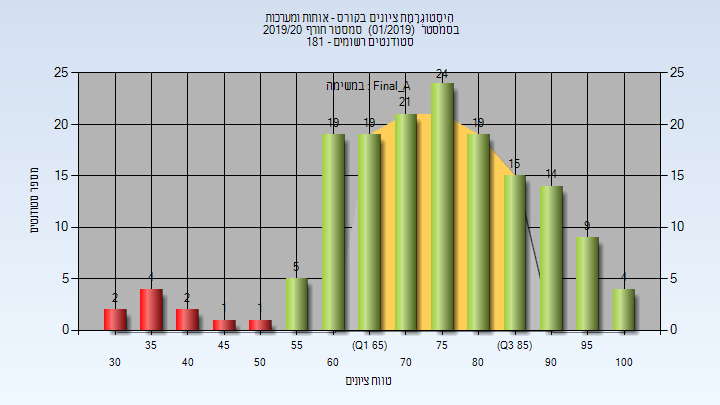 היסטוגרמת ציונים בקורס - אותות ומערכות
בסמסטר (01/2019) סמסטר חורף 2019/20
סטודנטים רשומים - 181
במשימה : Final_A
25 25
20 20
15 15
10 10
5 5
0 0
מספר סטודנטים
2 4 2 1 1 5 19 19 21 24 19 15 14 9 4
35 45 55 (Q1 65) 75 (Q3 85) 95
30 40 50 60 70 80 90 100
טווח ציונים